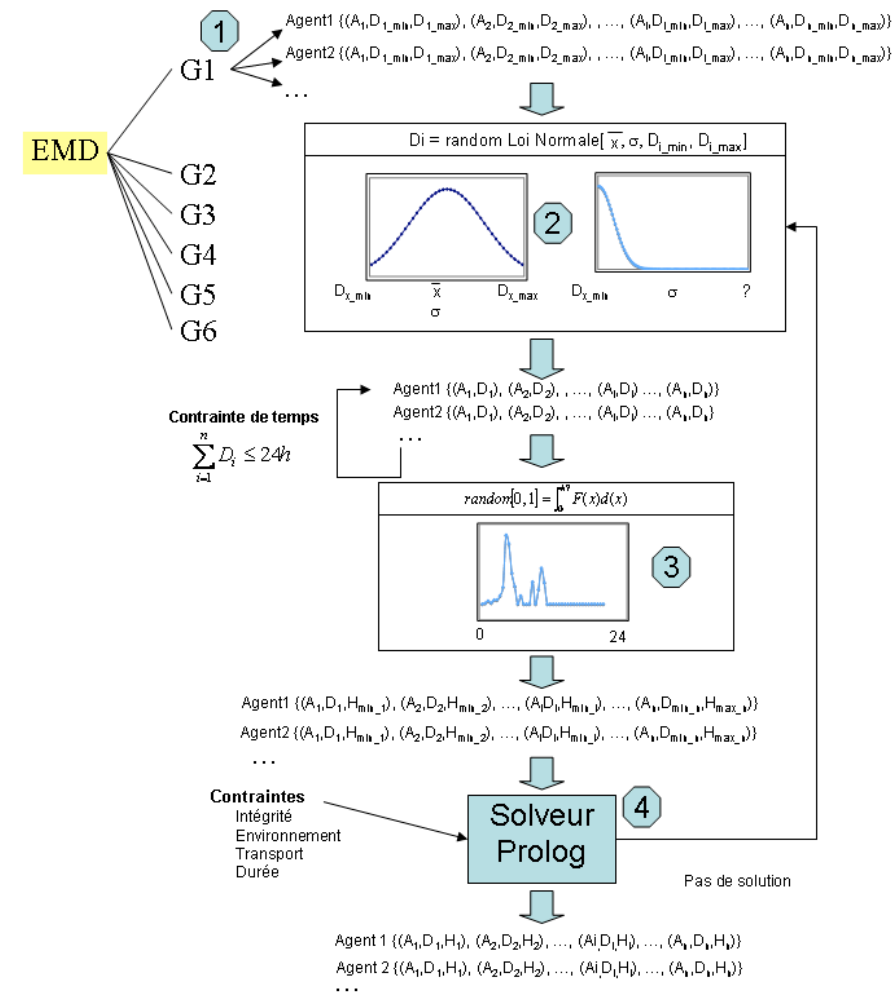 1
Agent1 {(A₁,D₁_min,D₁_max), (A₂,D₂_min,D₂_max), , …, (Aᵢ,Dᵢ_min,Dᵢ_max), …, (Aₙ,Dₙ_min,Dₙ_max)}
Agent2 {(A₁,D₁_min,D₁_max), (A₂,D₂_min,D₂_max), , …, (Aᵢ,Dᵢ_min,Dᵢ_max), …, (Aₙ,Dₙ_min,Dₙ_max)}
G1
...
EMD
Di = random Loi Normale[ x̅, σ, Dᵢ_min, Dᵢ_max]
G2
G3
2
G4
G5
Dₓ_min x̅ Dₓ_max Dₓ_min σ ?
σ
G6
Agent1 {(A₁,D₁), (A₂,D₂), , …, (Aᵢ,Dᵢ) …, (Aₙ,Dₙ)}
Agent2 {(A₁,D₁), (A₂,D₂), , …, (Aᵢ,Dᵢ) …, (Aₙ,Dₙ}
...
Contrainte de temps
n
∑ Dᵢ ≤ 24h
i=1
random[0,1] = ∫ F(x)d(x)
3
0 24
Agent1 {(A₁,D₁,Hmin_1), (A₂,D₂,Hmin_2), …, (AᵢDᵢ,Hmin_i), …, (Aₙ,Dmin_n,Hmax_n)}
Agent2 {(A₁,D₁,Hmin_1), (A₂,D₂,Hmin_2), …, (AᵢDᵢ,Hmin_i), …, (Aₙ,Dmin_n,Hmax_n)}
...
Contraintes
Intégrité
Environnement
Transport
Durée
Solveur
Prolog
4
Pas de solution
Agent 1 {(A₁,D₁,H₁), (A₂,D₂,H₂), …, (Ai,Dᵢ,Hᵢ), …, (Aₙ,Dₙ,Hₙ)}
Agent 2 {(A₁,D₁,H₁), (A₂,D₂,H₂), …, (Ai,Dᵢ,Hᵢ), …, (Aₙ,Dₙ,Hₙ)}
...